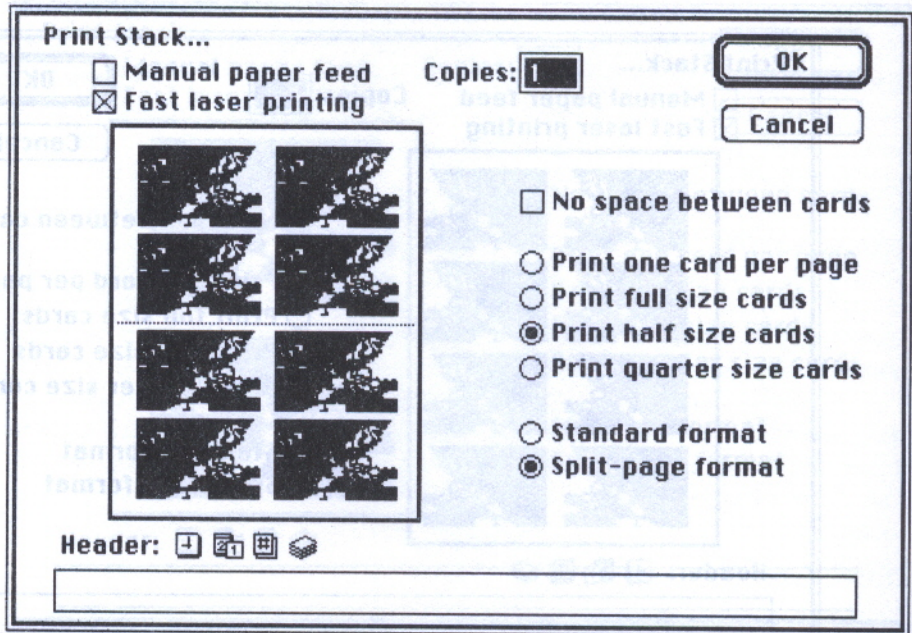 Print Stack...
Manual paper feed
Fast laser printing
Copies: 1
OK
Cancel
No space between cards
Print one card per page
Print full size cards
Print half size cards
Print quarter size cards
Standard format
Split-page format
Header: